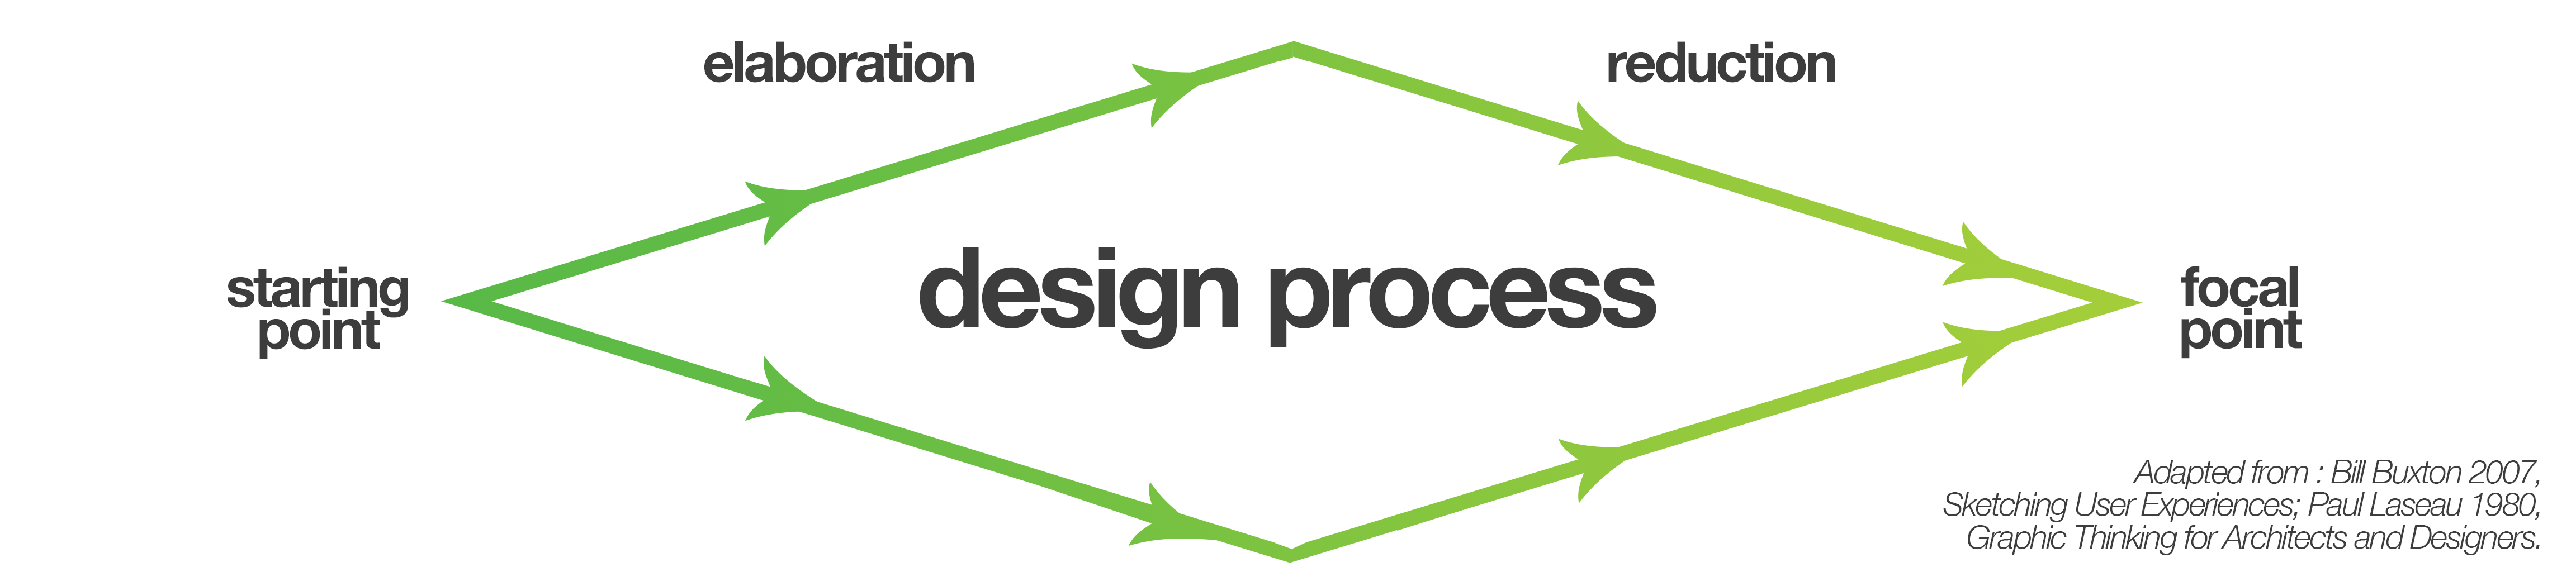 elaboration
reduction
starting
point
design process
focal
point
Adapted from : Bill Buxton 2007,
Sketching User Experiences; Paul Laseau 1980,
Graphic Thinking for Architects and Designers.